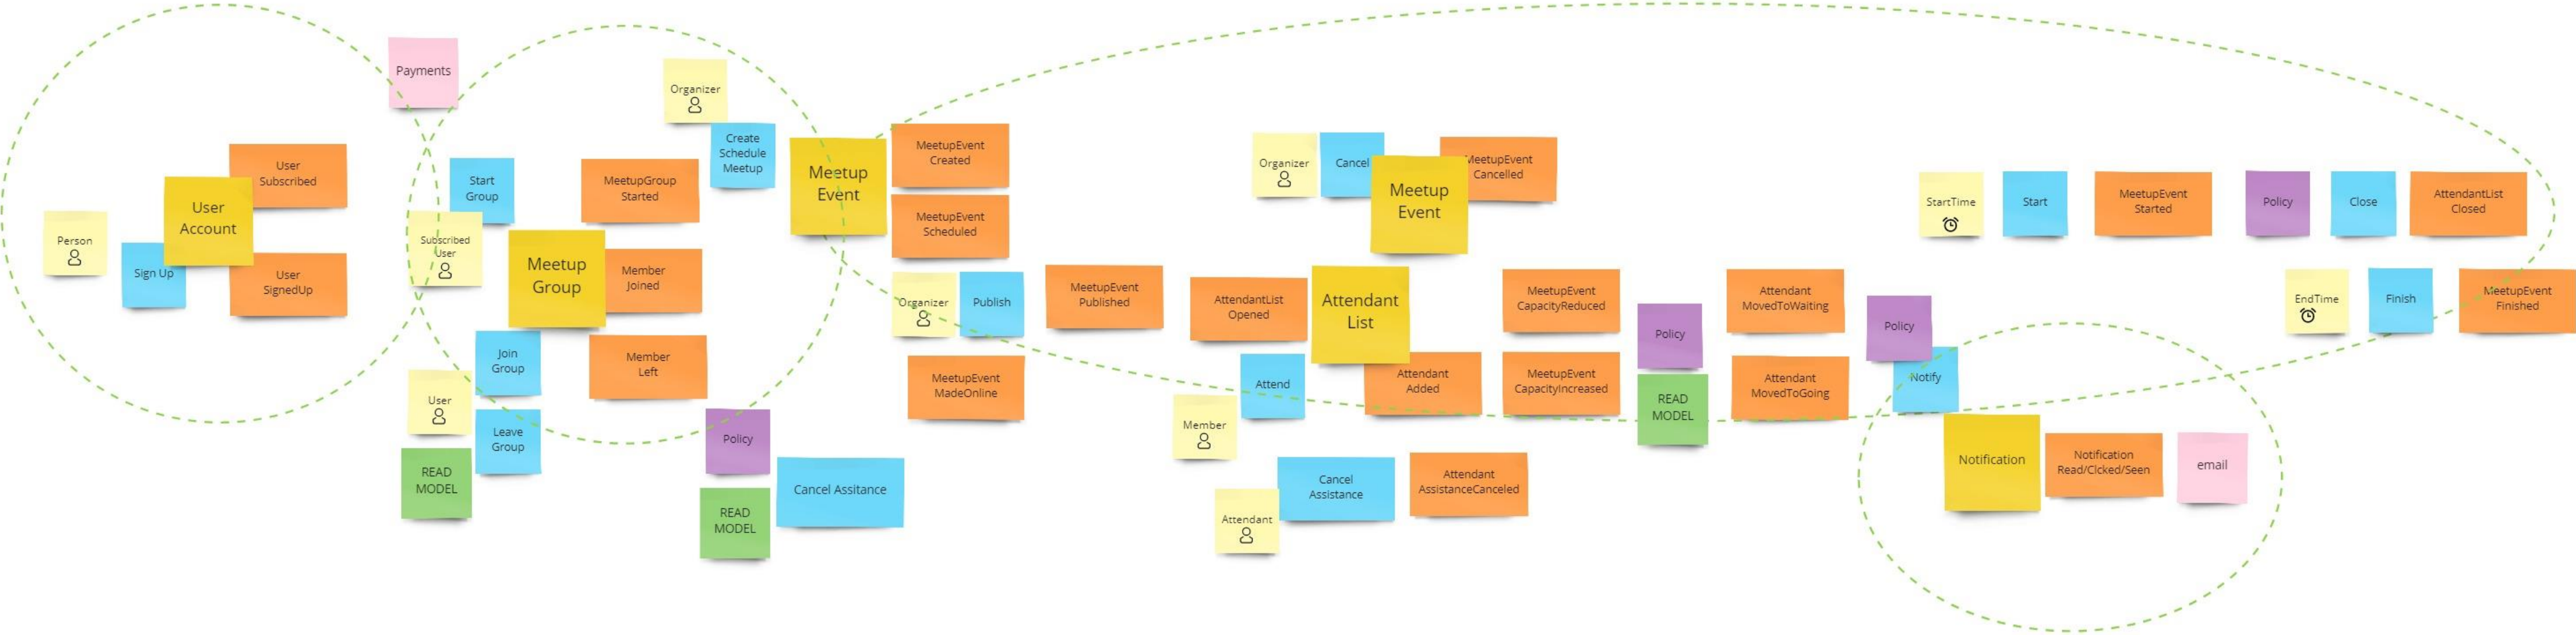 Payments
User
Subscribed
User
Account
Person
Sign Up
User
SignedUp
Organizer
Create
Schedule
Meetup
Start
Group
MeetupGroup
Started
Subscribed
User
Meetup
Group
Member
Joined
Join
Group
Member
Left
User
Leave
Group
READ
MODEL
Policy
READ
MODEL
Cancel Assitance
Meetup
Event
MeetupEvent
Created
MeetupEvent
Scheduled
Organizer
Publish
MeetupEvent
Published
MeetupEvent
MadeOnline
Organizer
Cancel
Meetup
Event
MeetupEvent
Cancelled
AttendantList
Opened
Attendant
List
Attend
Attendant
Added
Member
Cancel
Assistance
Attendant
AssistanceCanceled
Attendant
MeetupEvent
CapacityReduced
MeetupEvent
CapacityIncreased
Policy
READ
MODEL
Attendant
MovedToWaiting
Attendant
MovedToGoing
Policy
Notify
Notification
Notification
Read/Clcked/Seen
email
StartTime
Start
MeetupEvent
Started
Policy
Close
AttendantList
Closed
EndTime
Finish
MeetupEvent
Finished